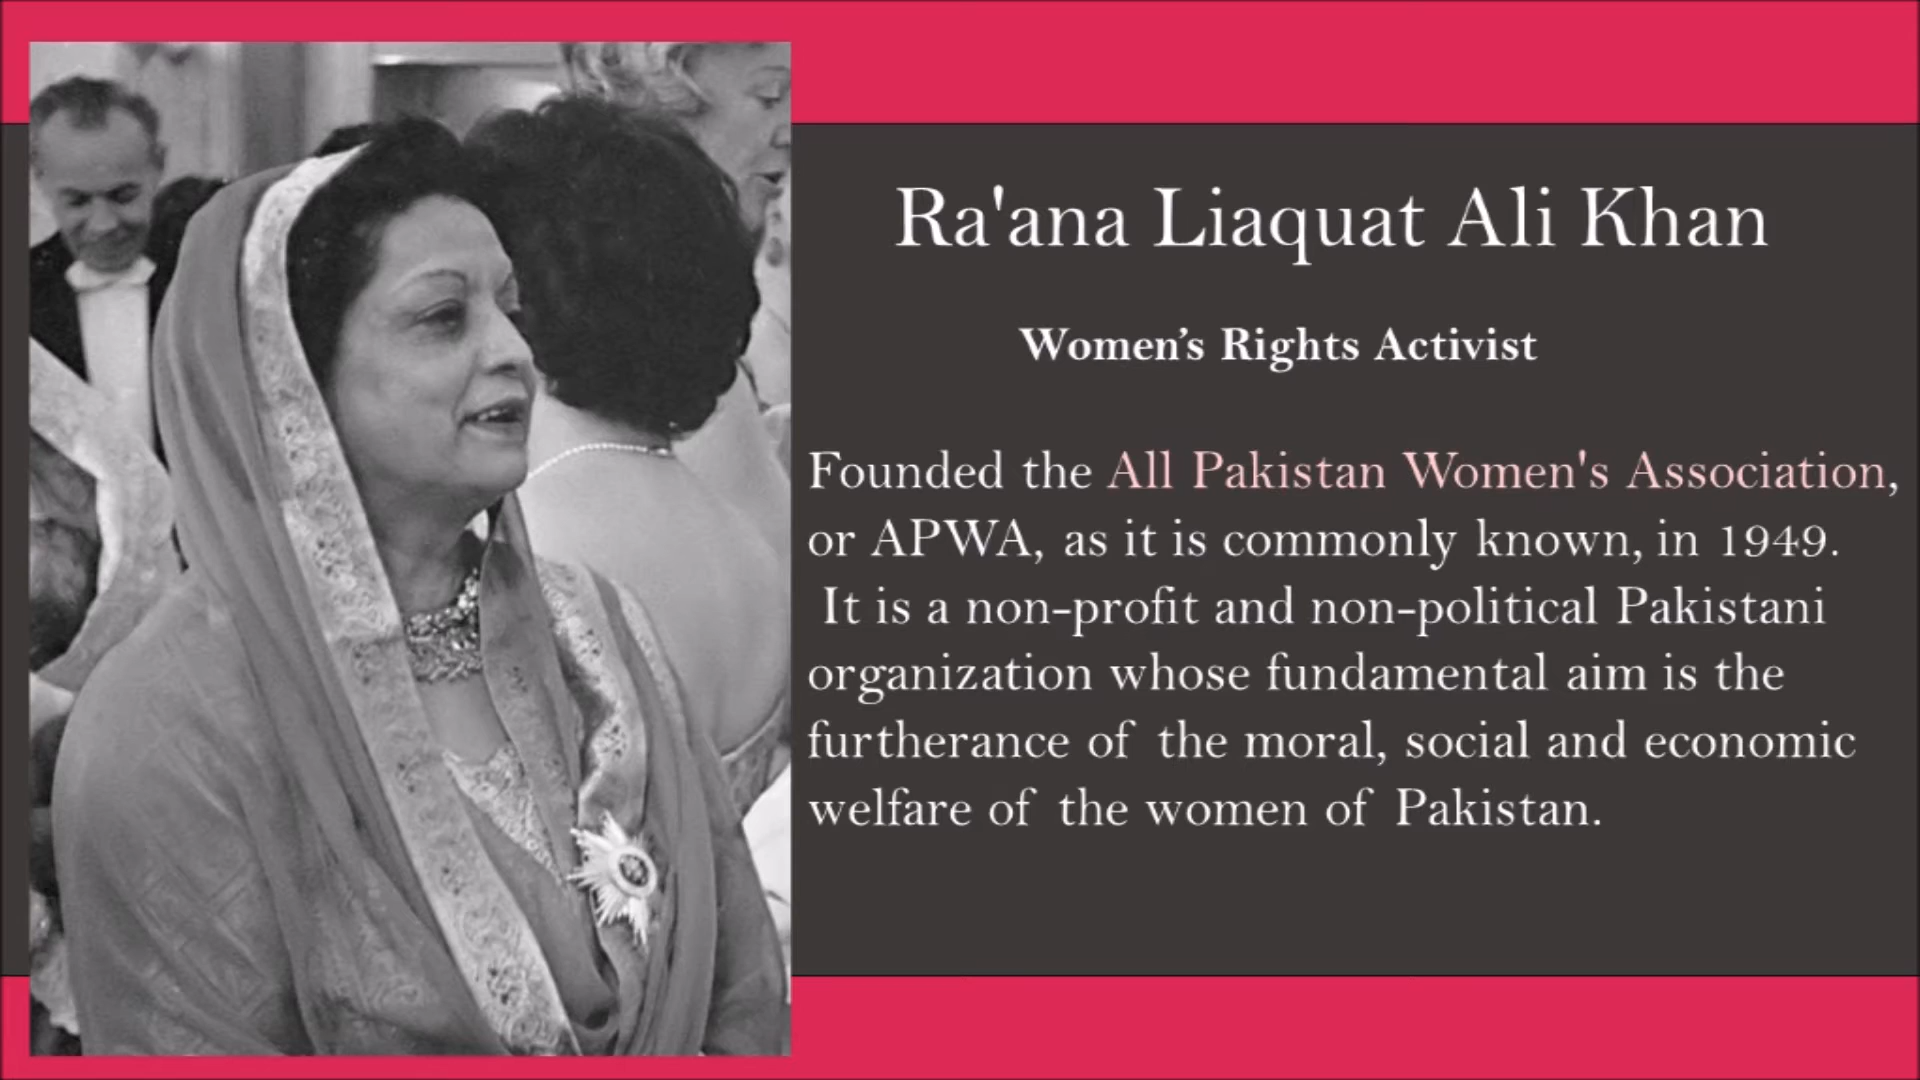 Ra'ana Liaquat Ali Khan
Women’s Rights Activist
Founded the All Pakistan Women's Association,
or APWA, as it is commonly known, in 1949.
It is a non-profit and non-political Pakistani
organization whose fundamental aim is the
furtherance of the moral, social and economic
welfare of the women of Pakistan.